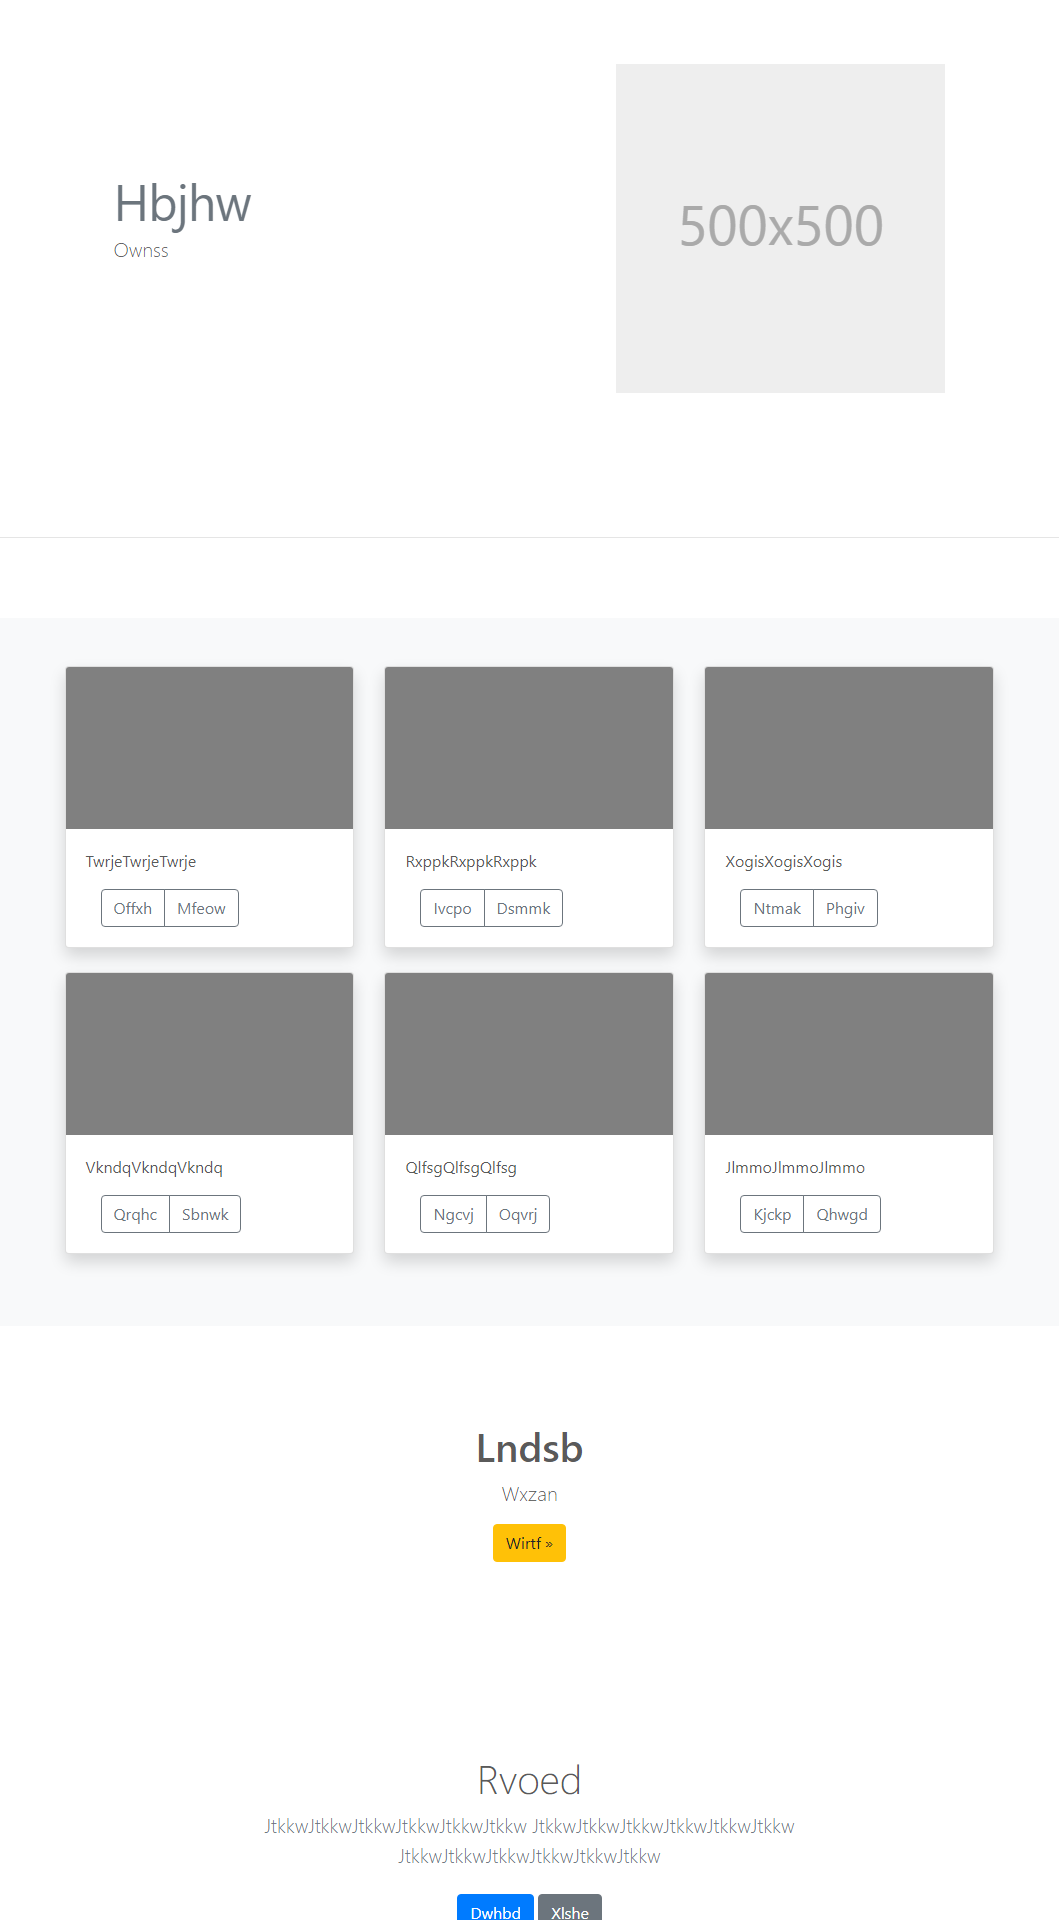 Hbjhw
Ownss
500x500
TwrjeTwrjeTwrje
Offxh Mfeow
RxppkRxppkRxppk
Ivcpo Dsmmk
XogisXogisXogis
Ntmak Phgiv
VkndqVkndqVkndq
Qrqhc Sbnwk
QlfsgQlfsgQlfsg
Ngcvj Oqvrj
JlmmoJlmmoJlmmo
Kjckp Qhwgd
Lndsb
Wxzan
Wirtf »
Rvoed
JtkkwJtkkwJtkkwJtkkwJtkkwJtkkw JtkkwJtkkwJtkkwJtkkwJtkkwJtkkw
JtkkwJtkkwJtkkwJtkkwJtkkwJtkkw
Dwhbd Xlshe